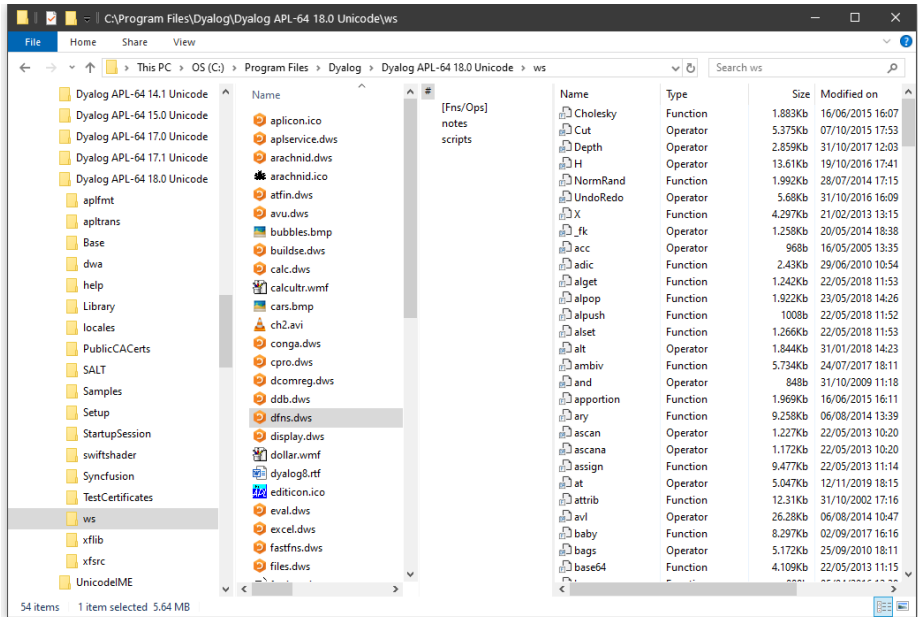 C:\Program Files\Dyalog\Dyalog APL-64 18.0 Unicode\ws
File Home Share View
This PC > OS (C:) > Program Files > Dyalog > Dyalog APL-64 18.0 Unicode > ws
Search ws
Dyalog APL-64 14.1 Unicode
Dyalog APL-64 15.0 Unicode
Dyalog APL-64 17.0 Unicode
Dyalog APL-64 17.1 Unicode
Dyalog APL-64 18.0 Unicode
aplfmt
apltrans
Base
dwa
help
Library
locales
PublicCACerts
SALT
Samples
Setup
StartupSession
swiftshader
Syncfusion
TestCertificates
ws
xflib
xfsrc
UnicodeIME
Name
aplicon.ico
aplservice.dws
arachnid.dws
arachnid.ico
atfin.dws
avu.dws
bubbles.bmp
buildse.dws
calc.dws
calcultr.wmf
cars.bmp
ch2.avi
conga.dws
cpro.dws
dcomreg.dws
ddb.dws
dfns.dws
display.dws
dollar.wmf
dyalog8.rtf
editicon.ico
eval.dws
excel.dws
fastfns.dws
files.dws
#
[Fns/Ops]
notes
scripts
Name Type Size Modified on
Cholesky Function 1.883Kb 16/06/2015 16:07
Cut Operator 5.375Kb 07/10/2015 17:53
Depth Operator 2.859Kb 31/10/2017 12:03
H Operator 13.61Kb 19/10/2016 17:41
NormRand Function 1.992Kb 28/07/2014 17:15
UndoRedo Operator 5.68Kb 31/10/2016 16:09
X Function 4.297Kb 21/02/2013 13:15
_fk Function 1.258Kb 20/05/2014 18:38
acc Operator 968b 16/05/2005 13:35
adic Function 2.43Kb 29/06/2010 10:54
alget Function 1.242Kb 22/05/2018 11:53
alpop Function 1.922Kb 23/05/2018 14:26
alpush Function 1008b 22/05/2018 11:52
alset Function 1.266Kb 22/05/2018 11:53
alt Operator 1.844Kb 31/01/2018 14:23
ambiv Function 5.734Kb 24/07/2017 18:11
and Operator 848b 31/10/2009 11:18
apportion Function 1.969Kb 16/06/2015 16:11
ary Function 9.258Kb 06/08/2014 13:39
ascan Operator 1.227Kb 22/05/2013 10:20
ascana Operator 1.172Kb 22/05/2013 10:20
assign Function 9.477Kb 22/05/2013 11:14
at Operator 5.047Kb 12/11/2019 18:15
attrib Function 12.31Kb 31/10/2002 17:16
avl Operator 26.28Kb 06/08/2014 10:47
baby Function 8.297Kb 02/09/2017 16:16
bags Operator 5.172Kb 25/09/2010 18:11
base64 Function 4.109Kb 22/05/2013 11:15
54 items 1 item selected 5.64 MB